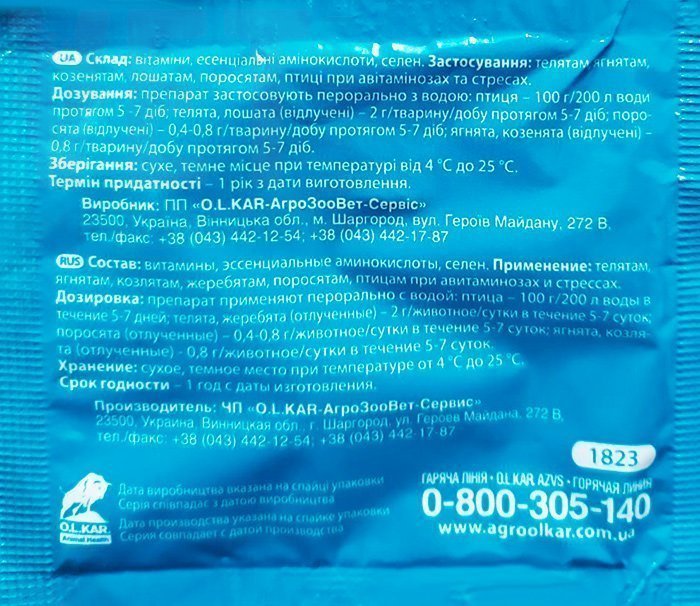 UA Склад: вітаміни, есенціальні амінокислоти, селен. Застосування: телятам, ягнятам,
козенятам, лошатам, поросятам, птиці при авітамінозах та стресах.
Дозування: препарат застосовують перорально з водою: птиця – 100 г/200 л води
протягом 5 -7 діб; телята, лошата (відлучені) – 2 г/тварину/добу протягом 5-7 діб; поро-
сята (відлучені) – 0,4-0,8 г/тварину/добу протягом 5-7 діб; ягнята, козенята (відлучені) –
0,8 г/тварину/добу протягом 5-7 діб.
Зберігання: сухе, темне місце при температурі від 4 °C до 25 °C.
Термін придатності – 1 рік з дати виготовлення.
Виробник: ПП «O.L.KAR-АгроЗооВет-Сервіс»
23500, Україна, Вінницька обл., м. Шаргород, вул. Героїв Майдану, 272 В,
тел./факс: +38 (043) 442-12-54; +38 (043) 442-17-87
RUS Состав: витамины, эссенциальные аминокислоты, селен. Применение: телятам,
ягнятам, козлятам, жеребятам, поросятам, птицам при авитаминозах и стрессах.
Дозировка: препарат применяют перорально с водой: птица – 100 г/200 л воды в
течение 5-7 дней; телята, жеребята (отлученные) – 2 г/животное/сутки в течение 5-7 суток;
поросята (отлученные) – 0,4-0,8 г/животное/сутки в течение 5-7 суток; ягнята, козля-
та (отлученные) - 0,8 г/животное/сутки в течение 5-7 суток.
Хранение: сухое, темное место при температуре от 4 °C до 25 °C.
Срок годности – 1 год с даты изготовления.
Производитель: ЧП «O.L.KAR-АгроЗооВет-Сервис»
23500, Украина, Винницкая обл., г. Шаргород, ул. Героев Майдана, 272 В,
тел./факс: +38 (043) 442-12-54; +38 (043) 442-17-87
1823
O.L.KAR.
Animal Health
Дата виробництва вказана на спайці упаковки
Серія співпадає з датою виробництва
Дата производства указана на спайке упаковки
Серия совпадает с датой производства
ГАРЯЧА ЛІНІЯ · O.L.KAR. AZVS · ГОРЯЧАЯ ЛИНИЯ
0-800-305-140
www.agroolkar.com.ua